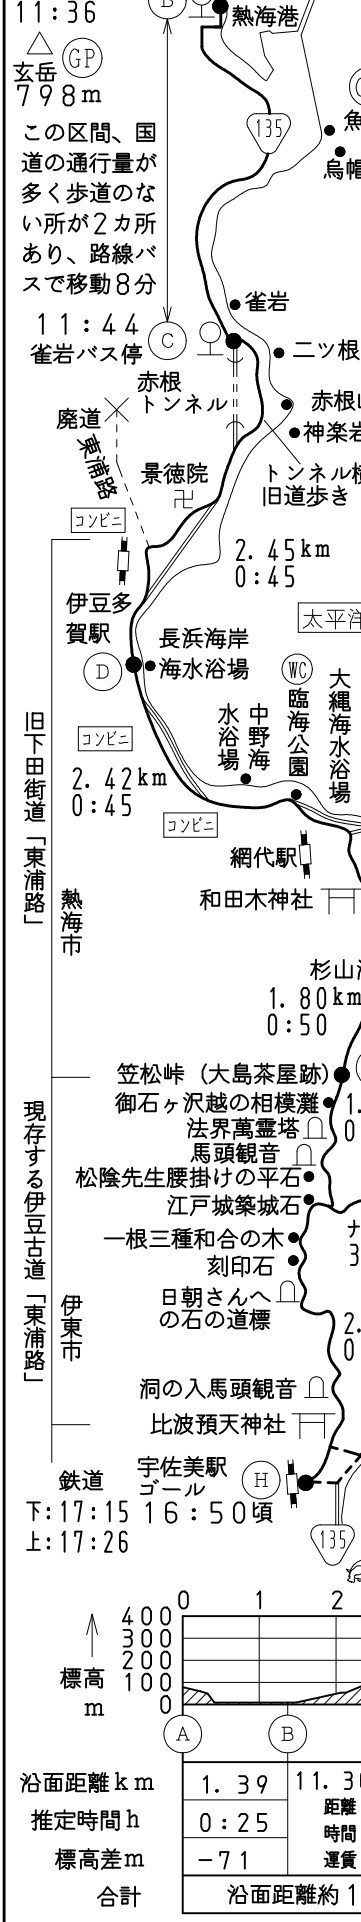 11:36
B
熱海港
GP
玄岳
798m
135
この区間、国
道の通行量が
多く歩道のな
い所が2カ所
あり、路線バ
スで移動8分
雀岩
11:44
雀岩バス停
C
二ツ根
赤根
トンネル
廃道
東浦路
神楽岩
景徳院
卍
トンネル
旧道歩き
コンビニ
2.45km
0:45
伊豆多
賀駅
太平洋
D
長浜海岸
海水浴場
WC
臨海公園
大縄海水浴場
中野海
水浴場
コンビニ
2.42km
0:45
コンビニ
網代駅
和田木神社
旧下田街道「東浦路」
熱海市
杉山
1.80km
0:50
笠松峠(大島茶屋跡)
御石ヶ沢越の相模灘
法界萬霊塔
馬頭観音
松陰先生腰掛けの平石
江戸城築城石
一根三種和合の木
刻印石
日朝さんへ
の石の道標
現存する伊豆古道「東浦路」
伊東市
洞の入馬頭観音
比波預天神社
宇佐美駅
ゴール
H
鉄道
下:17:15
上:17:26
16:50頃
135
0 1 2
400
300
200
100
0
標高
m
A B
沿面距離km 1.39 11.3
推定時間h 0:25
距離
時間
運賃
標高差m -71
合計 沿面距離約1